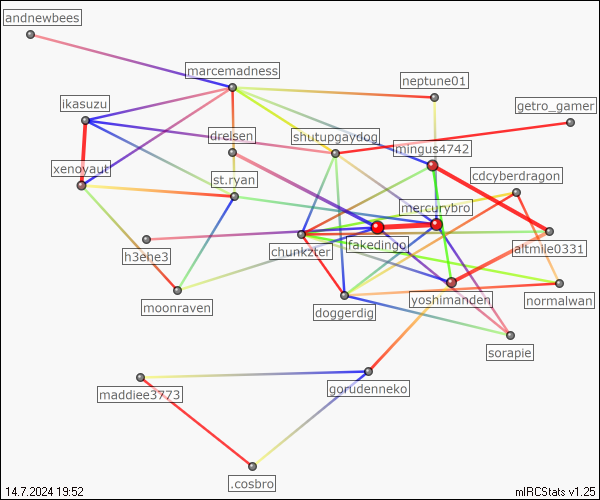 andnewbees
marcemadness
neptune01
ikasuzu
getro_gamer
drelsen
shutupgaydog
mingus4742
xenoyaut
st.ryan
cdcyberdragon
mercurybro
chunkzter
fakedingo
altmile0331
h3ehe3
moonraven
doggerdig
yoshimanden
normalwan
sorapie
maddiee3773
gorudenneko
.cosbro
14.7.2024 19:52
mIRCStats v1.25